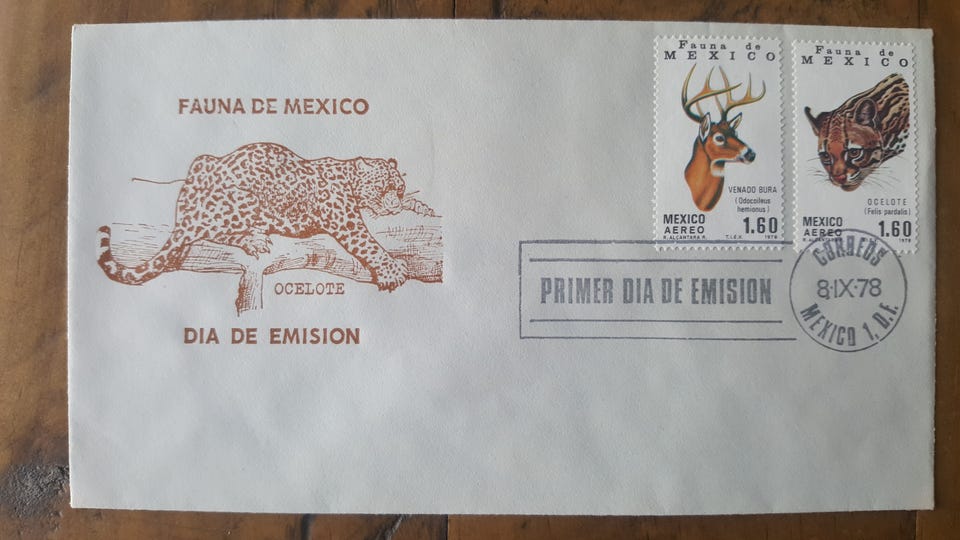 FAUNA DE MEXICO
OCELOTE
DIA DE EMISION
Fauna de
MEXICO
VENADO BURA
(Odocoileus
hemionus)
MEXICO
AEREO
1.60
R. ALCANTARA R.
T.I.E.V.
1978
Fauna de
MEXICO
OCELOTE
(Felis pardalis)
MEXICO
AEREO
1.60
R. ALCANTARA
1978
PRIMER DIA DE EMISION
CORREOS
8·IX·78
MEXICO 1, D.F.